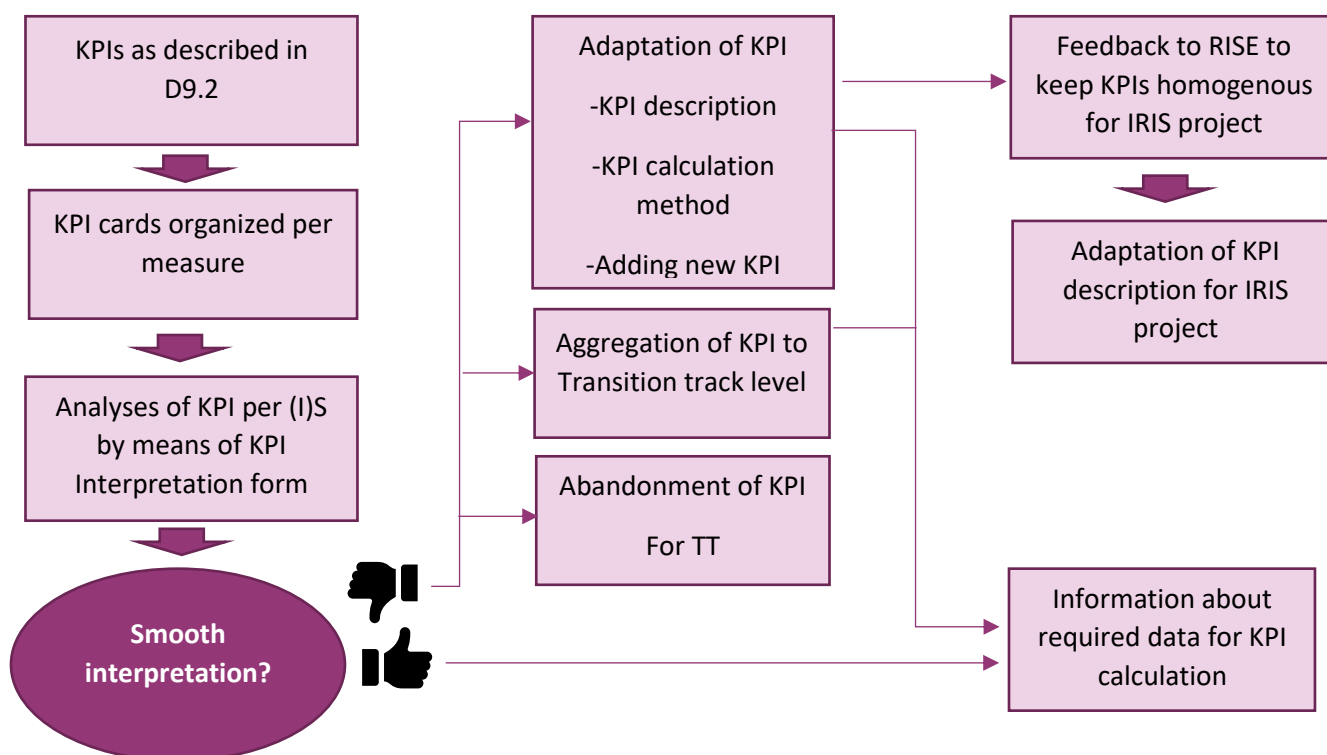 KPIs as described in
D9.2
KPI cards organized per
measure
Analyses of KPI per (I)S
by means of KPI
Interpretation form
Smooth
interpretation?
Adaptation of KPI
-KPI description
-KPI calculation
method
-Adding new KPI
Aggregation of KPI to
Transition track level
Abandonment of KPI
For TT
Feedback to RISE to
keep KPIs homogenous
for IRIS project
Adaptation of KPI
description for IRIS
project
Information about
required data for KPI
calculation